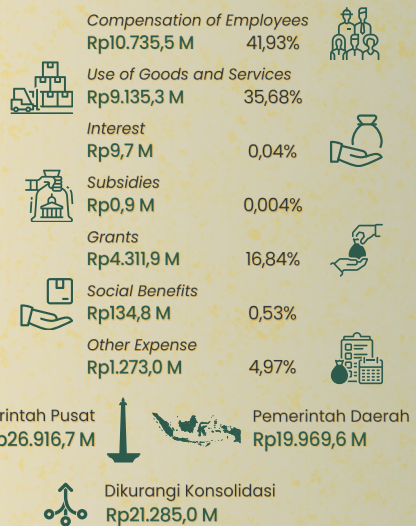 Compensation of Employees
Rp10.735,5 M 41,93%
Use of Goods and Services
Rp9.135,3 M 35,68%
Interest
Rp9,7 M 0,04%
Subsidies
Rp0,9 M 0,004%
Grants
Rp4.311,9 M 16,84%
Social Benefits
Rp134,8 M 0,53%
Other Expense
Rp1.273,0 M 4,97%
rintah Pusat Pemerintah Daerah
p26.916,7 M Rp19.969,6 M
Dikurangi Konsolidasi
Rp21.285,0 M